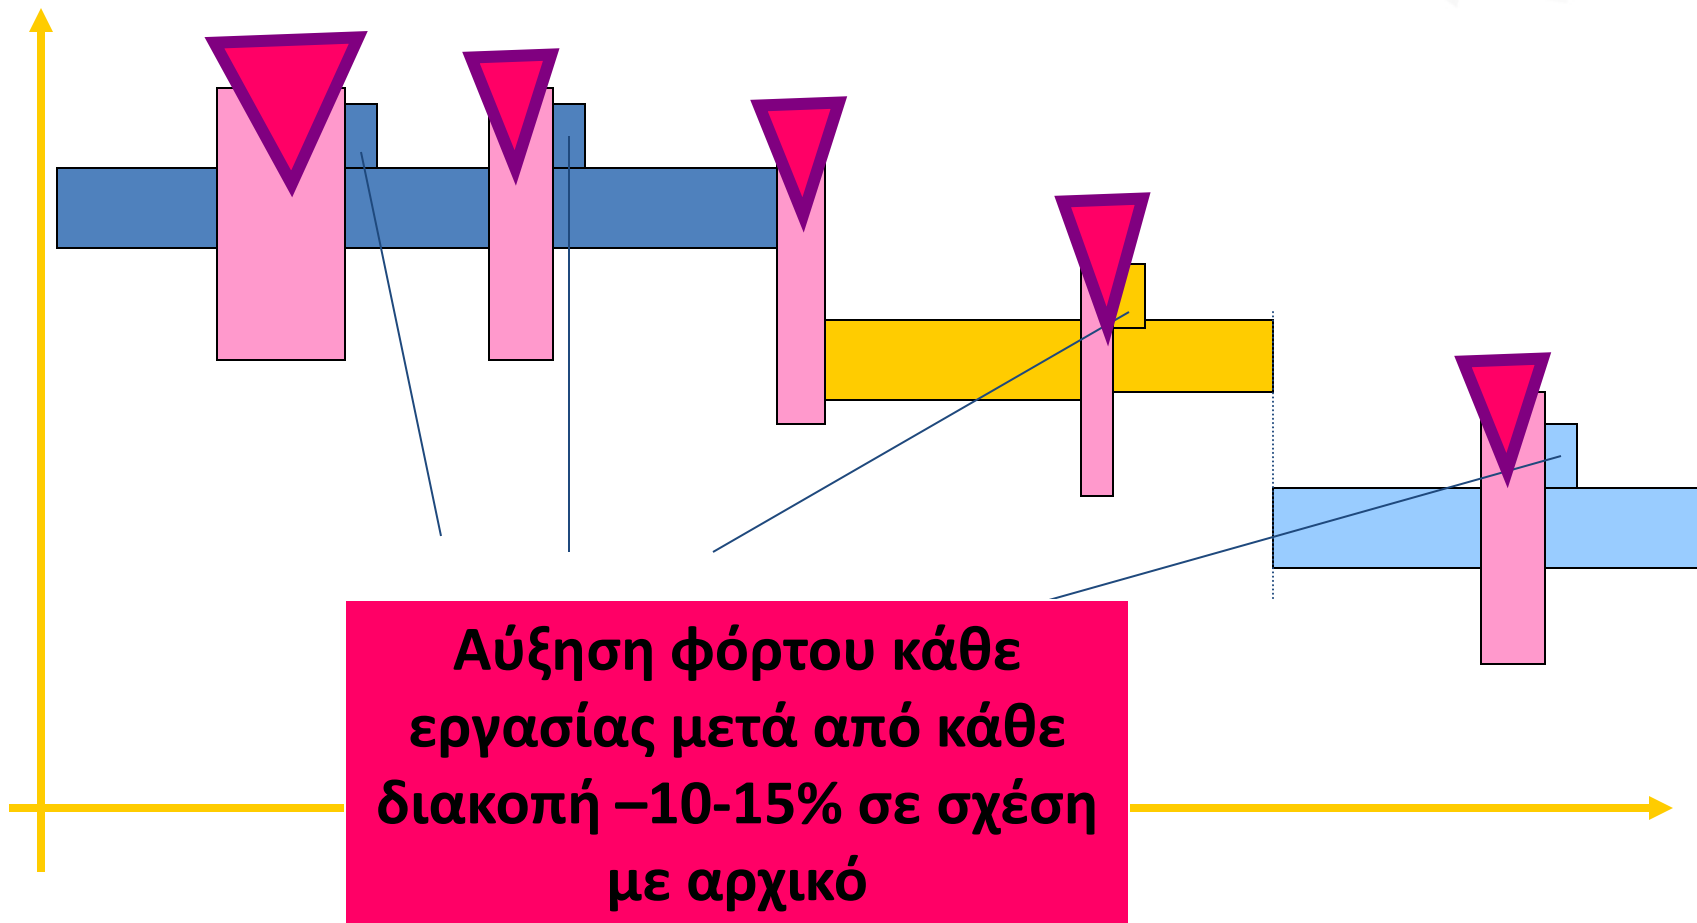 Αύξηση φόρτου κάθε
εργασίας μετά από κάθε
διακοπή –10-15% σε σχέση
με αρχικό